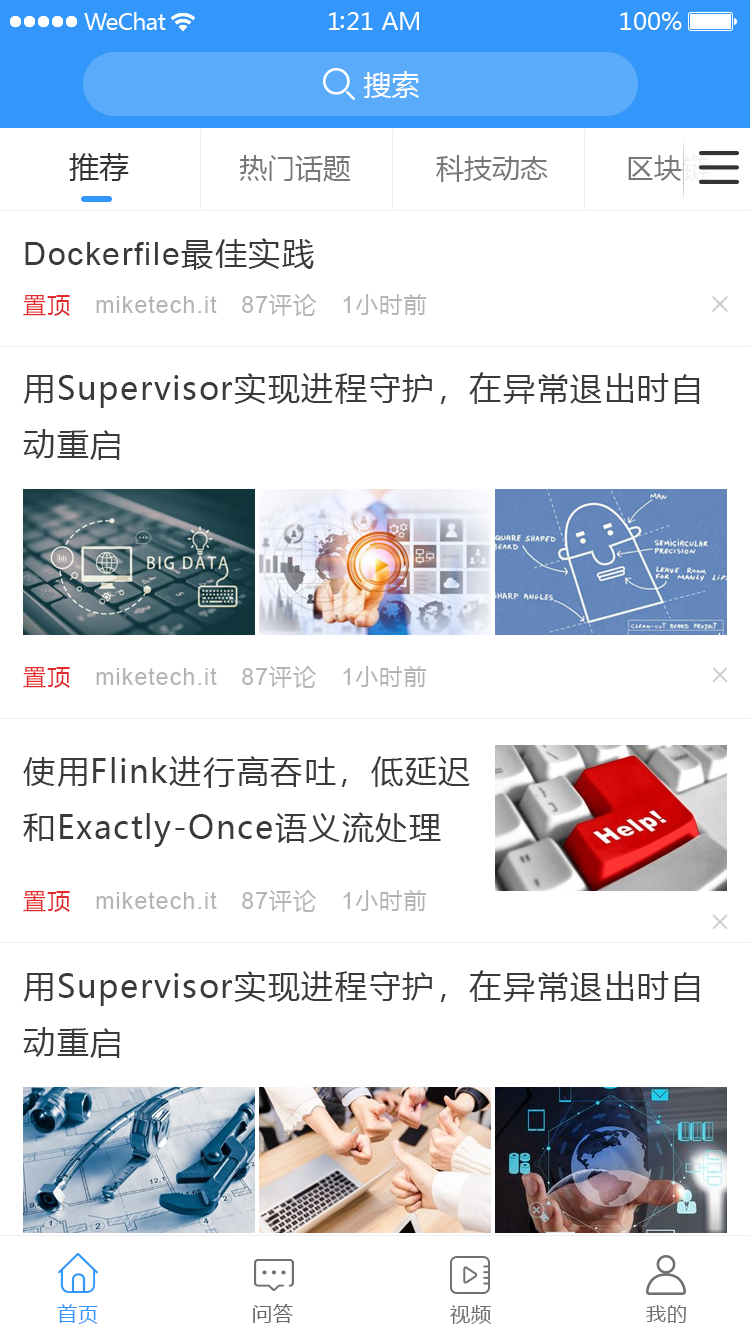 WeChat 1:21 AM 100%
搜索
推荐 热门话题 科技动态 区块链
Dockerfile最佳实践
置顶 miketech.it 87评论 1小时前
用Supervisor实现进程守护，在异常退出时自
动重启
BIG DATA
MAN
SQUARE SHAPED
BEARD
SEMICIRCULAR
PRECISION
LEAVE ROOM
FOR MANLY LIPS
SHARP ANGLES
CLEAN-CUT BEARD PROJECT
置顶 miketech.it 87评论 1小时前
使用Flink进行高吞吐，低延迟
和Exactly-Once语义流处理
Help!
置顶 miketech.it 87评论 1小时前
用Supervisor实现进程守护，在异常退出时自
动重启
首页 问答 视频 我的